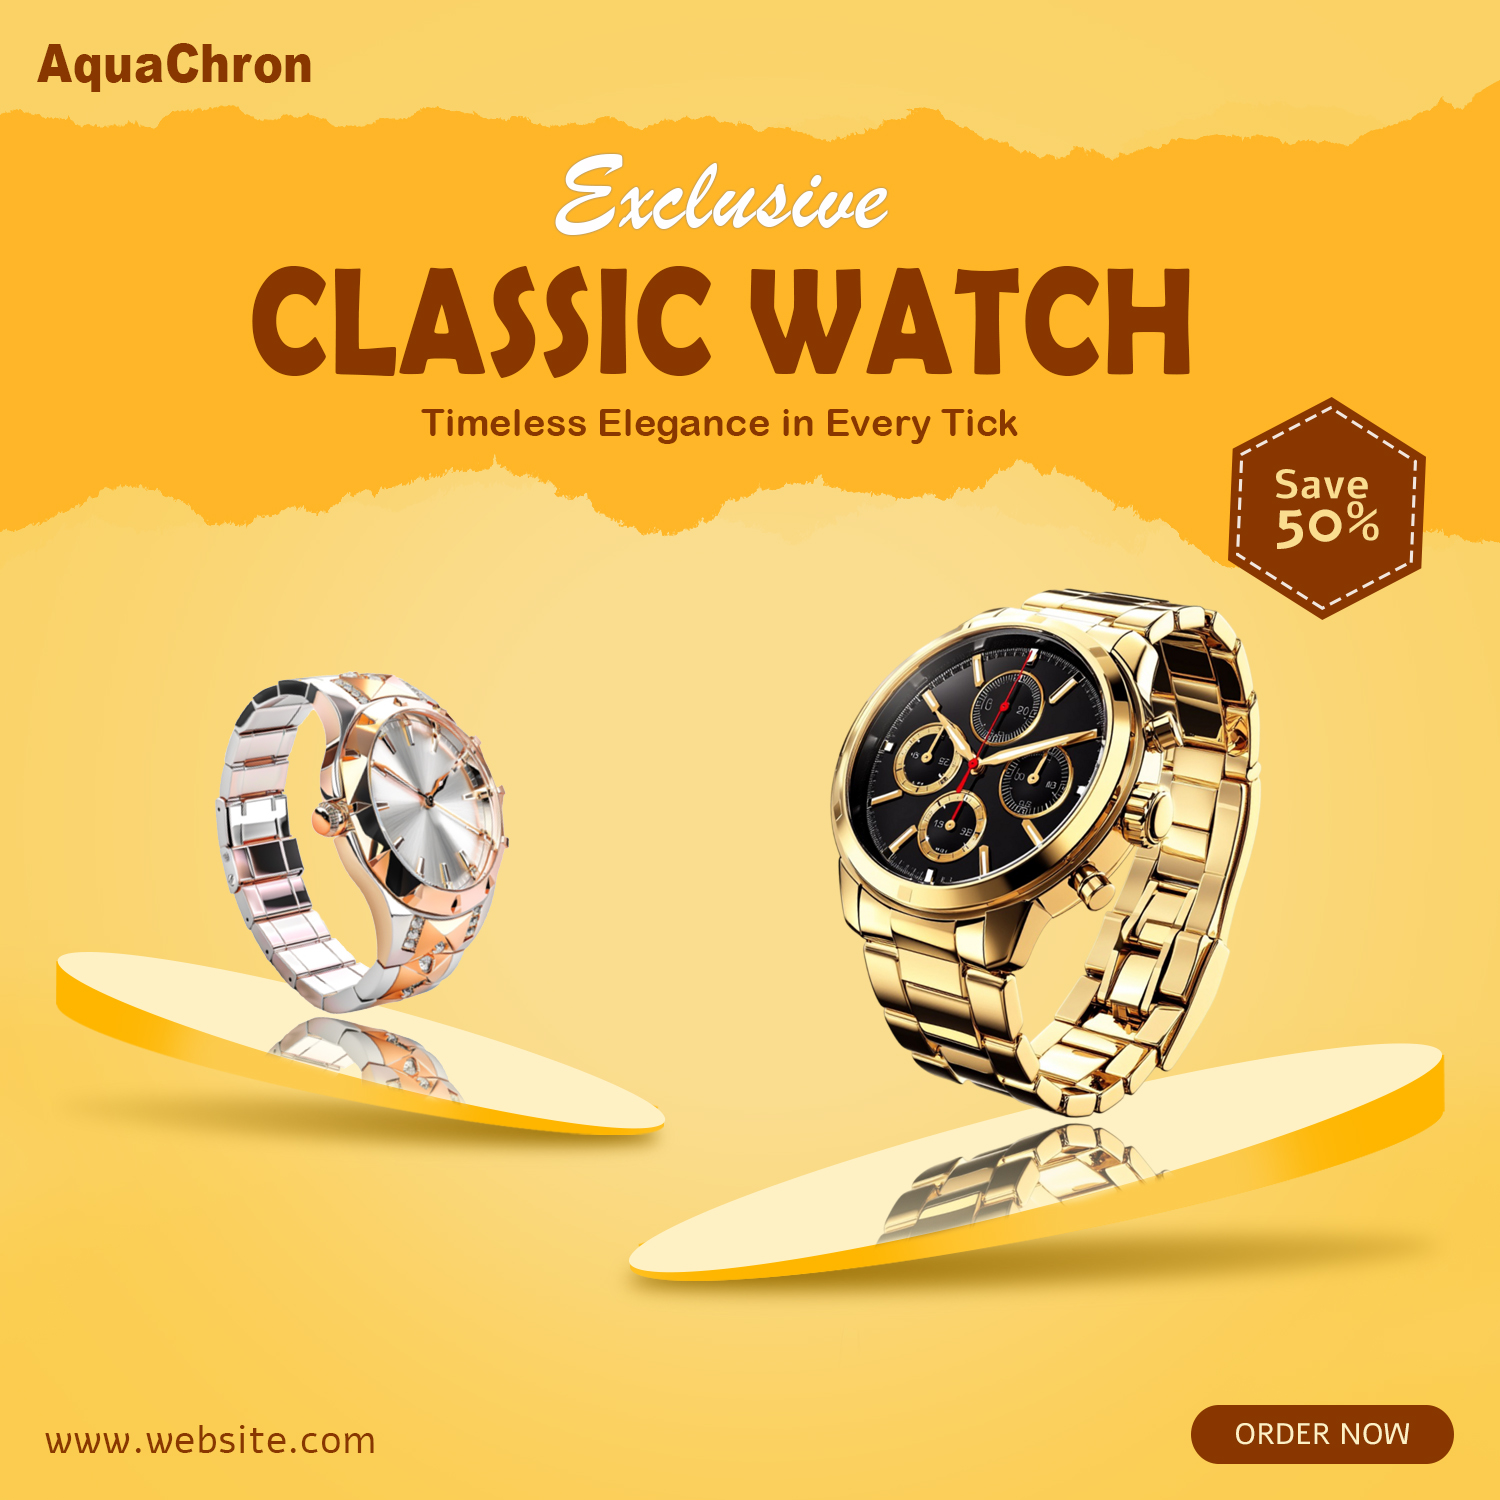 AquaChron
Exclusive
CLASSIC WATCH
Timeless Elegance in Every Tick
Save
50%
www.website.com
ORDER NOW